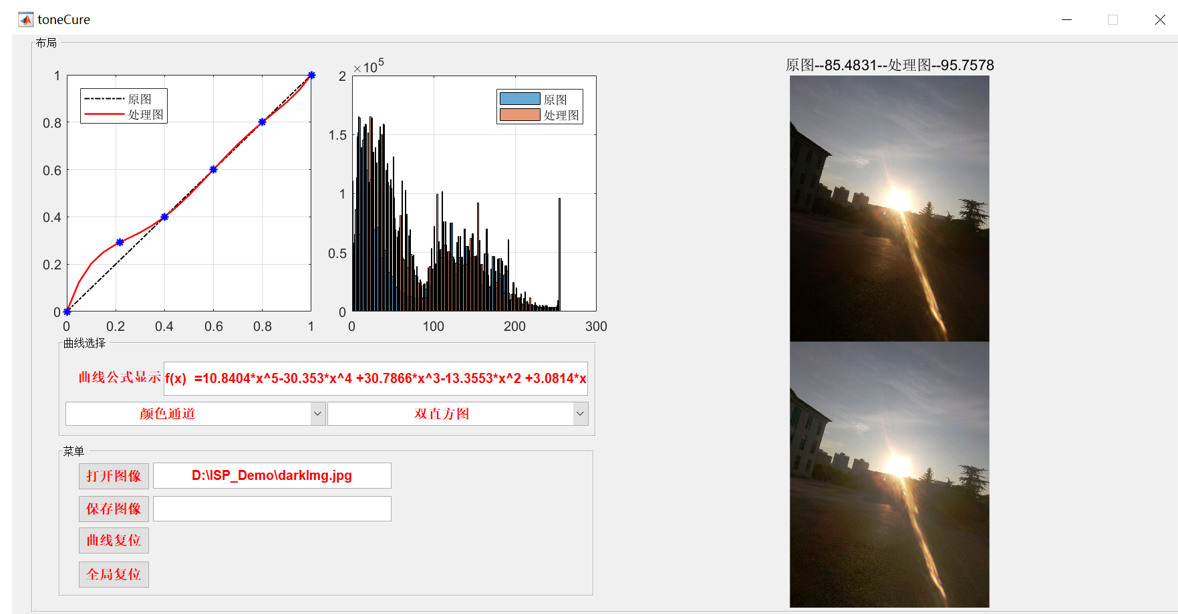 toneCure
布局
原图
处理图
1
0.8
0.6
0.4
0.2
0
0 0.2 0.4 0.6 0.8 1
×10^5
原图
处理图
2
1.5
1
0.5
0
0 100 200 300
原图--85.4831--处理图--95.7578
曲线选择
曲线公式显示 f(x) =10.8404*x^5-30.353*x^4 +30.7866*x^3-13.3553*x^2 +3.0814*x
颜色通道 双直方图
菜单
打开图像 D:\ISP_Demo\darkImg.jpg
保存图像
曲线复位
全局复位